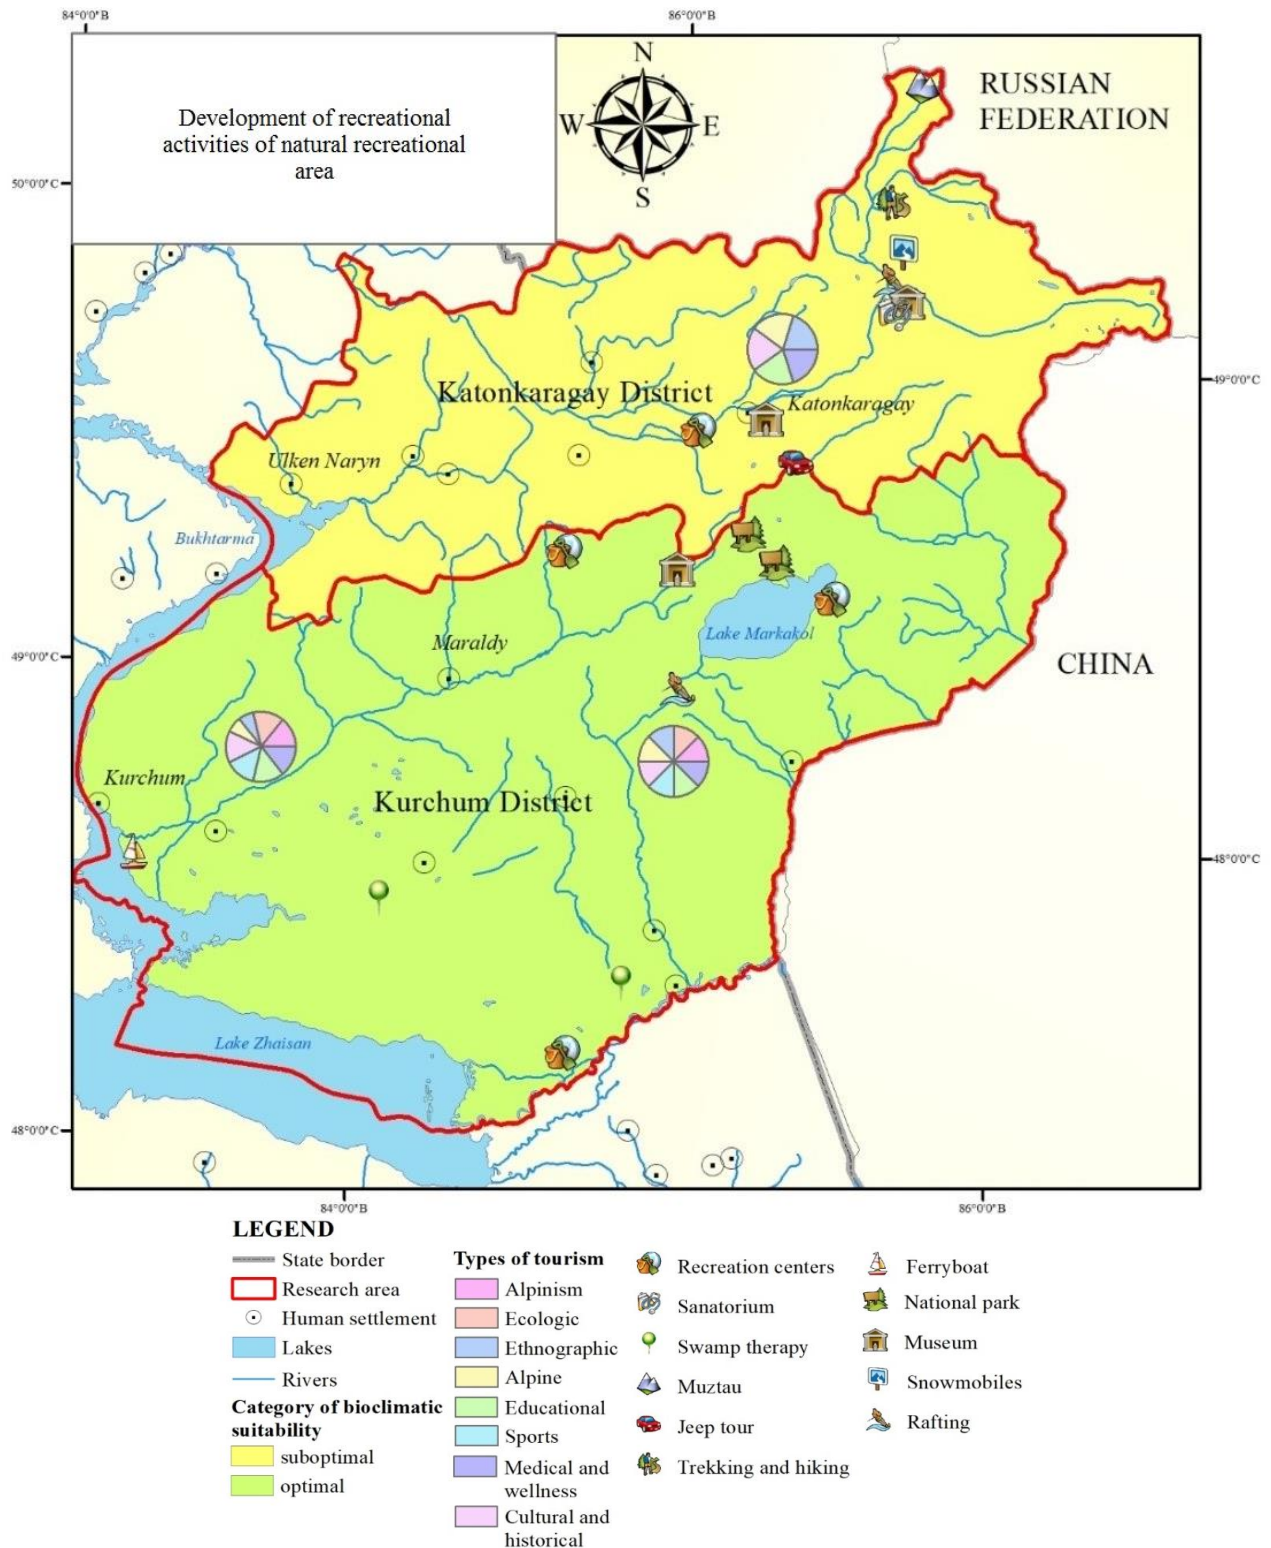 84°0'0"B
86°0'0"B
Development of recreational
activities of natural recreational
area
N
W
E
S
RUSSIAN
FEDERATION
50°0'0"C
49°0'0"C
Katonkaragay District
Katonkaragay
Ulken Naryn
Bukhtarma
Maraldy
Lake Markakol
49°0'0"C
CHINA
Kurchum
Kurchum District
48°0'0"C
Lake Zhaisan
48°0'0"C
84°0'0"B
86°0'0"B
LEGEND
State border
Research area
Human settlement
Lakes
Rivers
Category of bioclimatic
suitability
suboptimal
optimal
Types of tourism
Alpinism
Ecologic
Ethnographic
Alpine
Educational
Sports
Medical and
wellness
Cultural and
historical
Recreation centers
Sanatorium
Swamp therapy
Muztau
Jeep tour
Trekking and hiking
Ferryboat
National park
Museum
Snowmobiles
Rafting